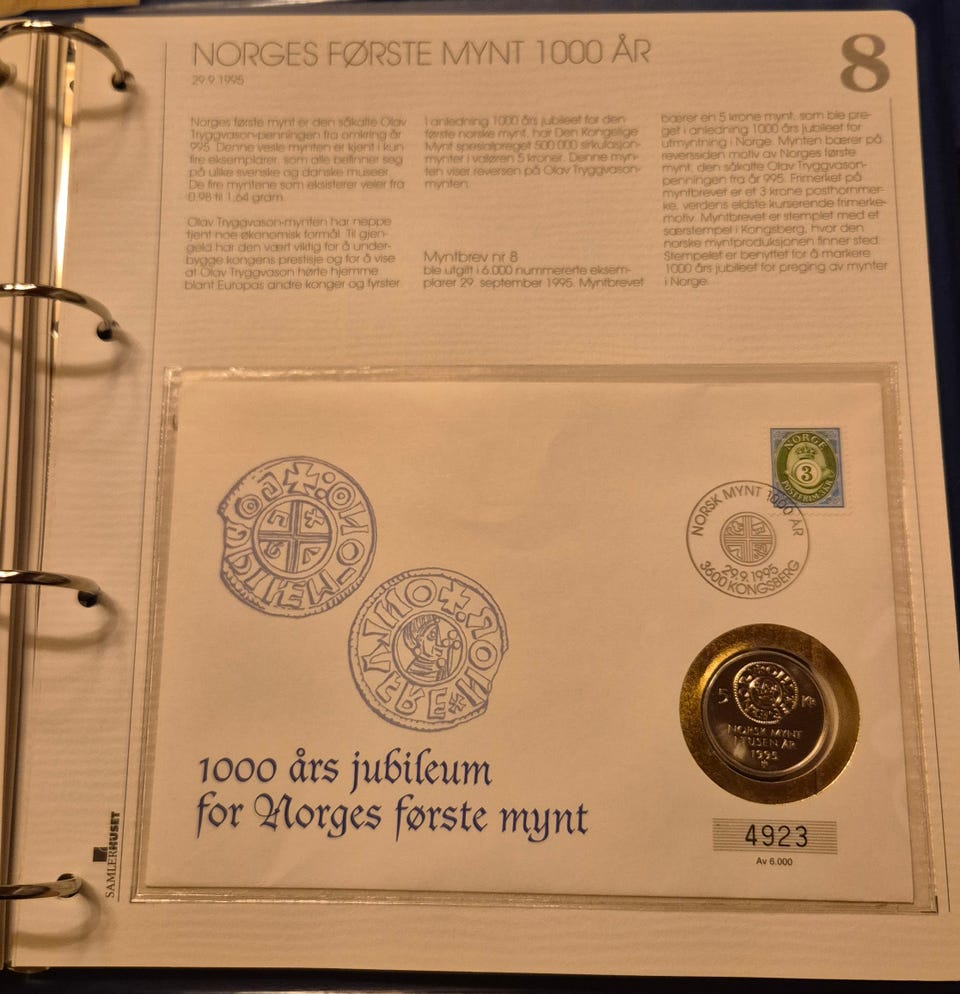 NORGES FØRSTE MYNT 1000 ÅR
29.9.1995
8
Norges første mynt er den såkalte Olav
Tryggvason-penningen fra omkring år
995. Denne vesle mynten er kjent i kun
fire eksemplarer, som alle befinner seg
på ulike svenske og danske museer.
De fire myntene som eksisterer veier fra
0.98 til 1.64 gram.
Olav Tryggvason-mynten har neppe
tjent noe økonomisk formål. Til gjen-
geld har den vært viktig for å under-
bygge kongens prestisje og for å vise
at Olav Tryggvason hørte hjemme
blant Europas andre konger og fyrster.
I anledning 1000 års jubileet for den
første norske mynt, har Den Kongelige
Mynt spesialpreget 500 000 sirkulasjon-
mynter i valøren 5 kroner. Denne myn-
ten viser reversen på Olav Tryggvason-
mynten.
Myntbrev nr 8
ble utgitt i 6.000 nummererte eksem-
plarer 29. september 1995. Myntbrevet
bærer en 5 krone mynt, som ble pre-
get i anledning 1000 års jubileet for
utmyntning i Norge. Mynten bærer på
reverssiden motiv av Norges første
mynt, den såkalte Olav Tryggvason-
penningen fra år 995. Frimerket på
myntbrevet er et 3 krone posthornmer-
ke, verdens eldste kurserende frimerke-
motiv. Myntbrevet er stemplet med et
særstempel i Kongsberg, hvor den
norske myntproduksjonen finner sted.
Stempelet er benyttet for å markere
1000 års jubileet for preging av mynter
i Norge.
NORGE
3
POSTFRIMÆRKE
NORSK MYNT 1000 ÅR
29.9.1995
3600 KONGSBERG
5 KR
NORSK MYNT
TUSEN ÅR
1995
1000 års jubileum
for Norges første mynt
4923
Av 6.000
SAMLERHUSET